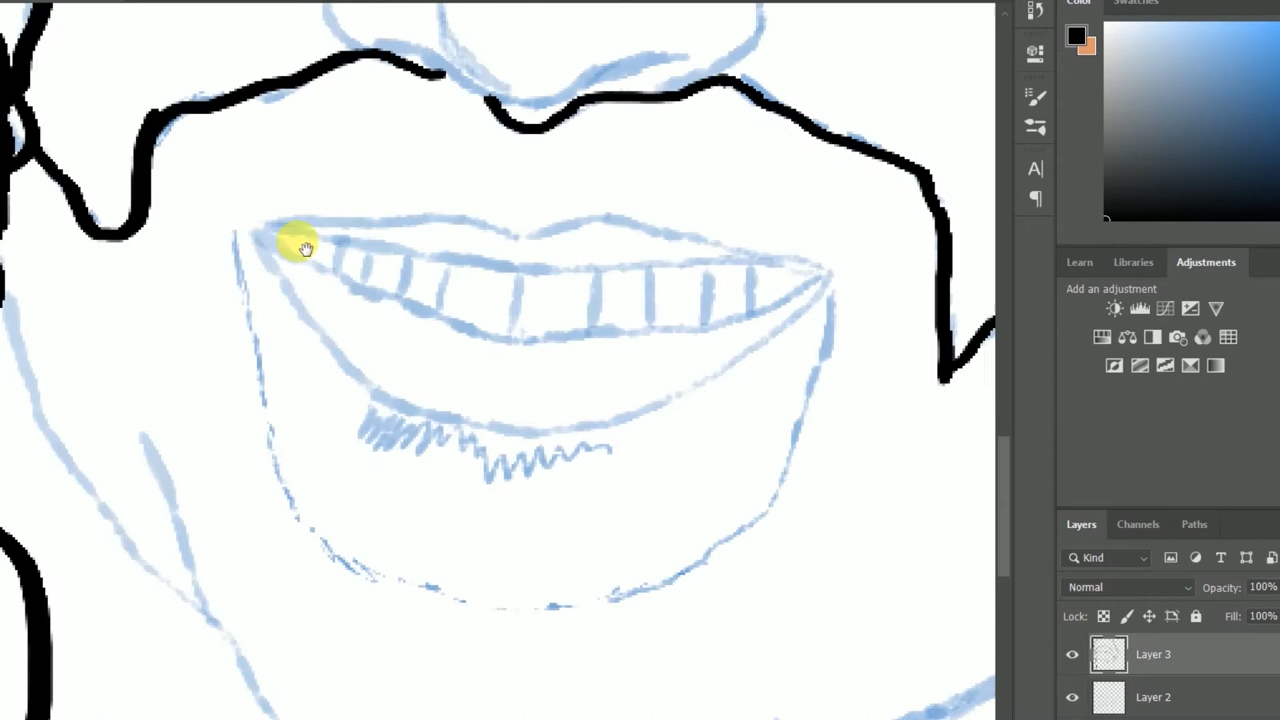 Color Swatches
A
Learn Libraries Adjustments
Add an adjustment
Layers Channels Paths
Kind T
Normal Opacity: 100%
Lock: Fill: 100%
Layer 3
Layer 2